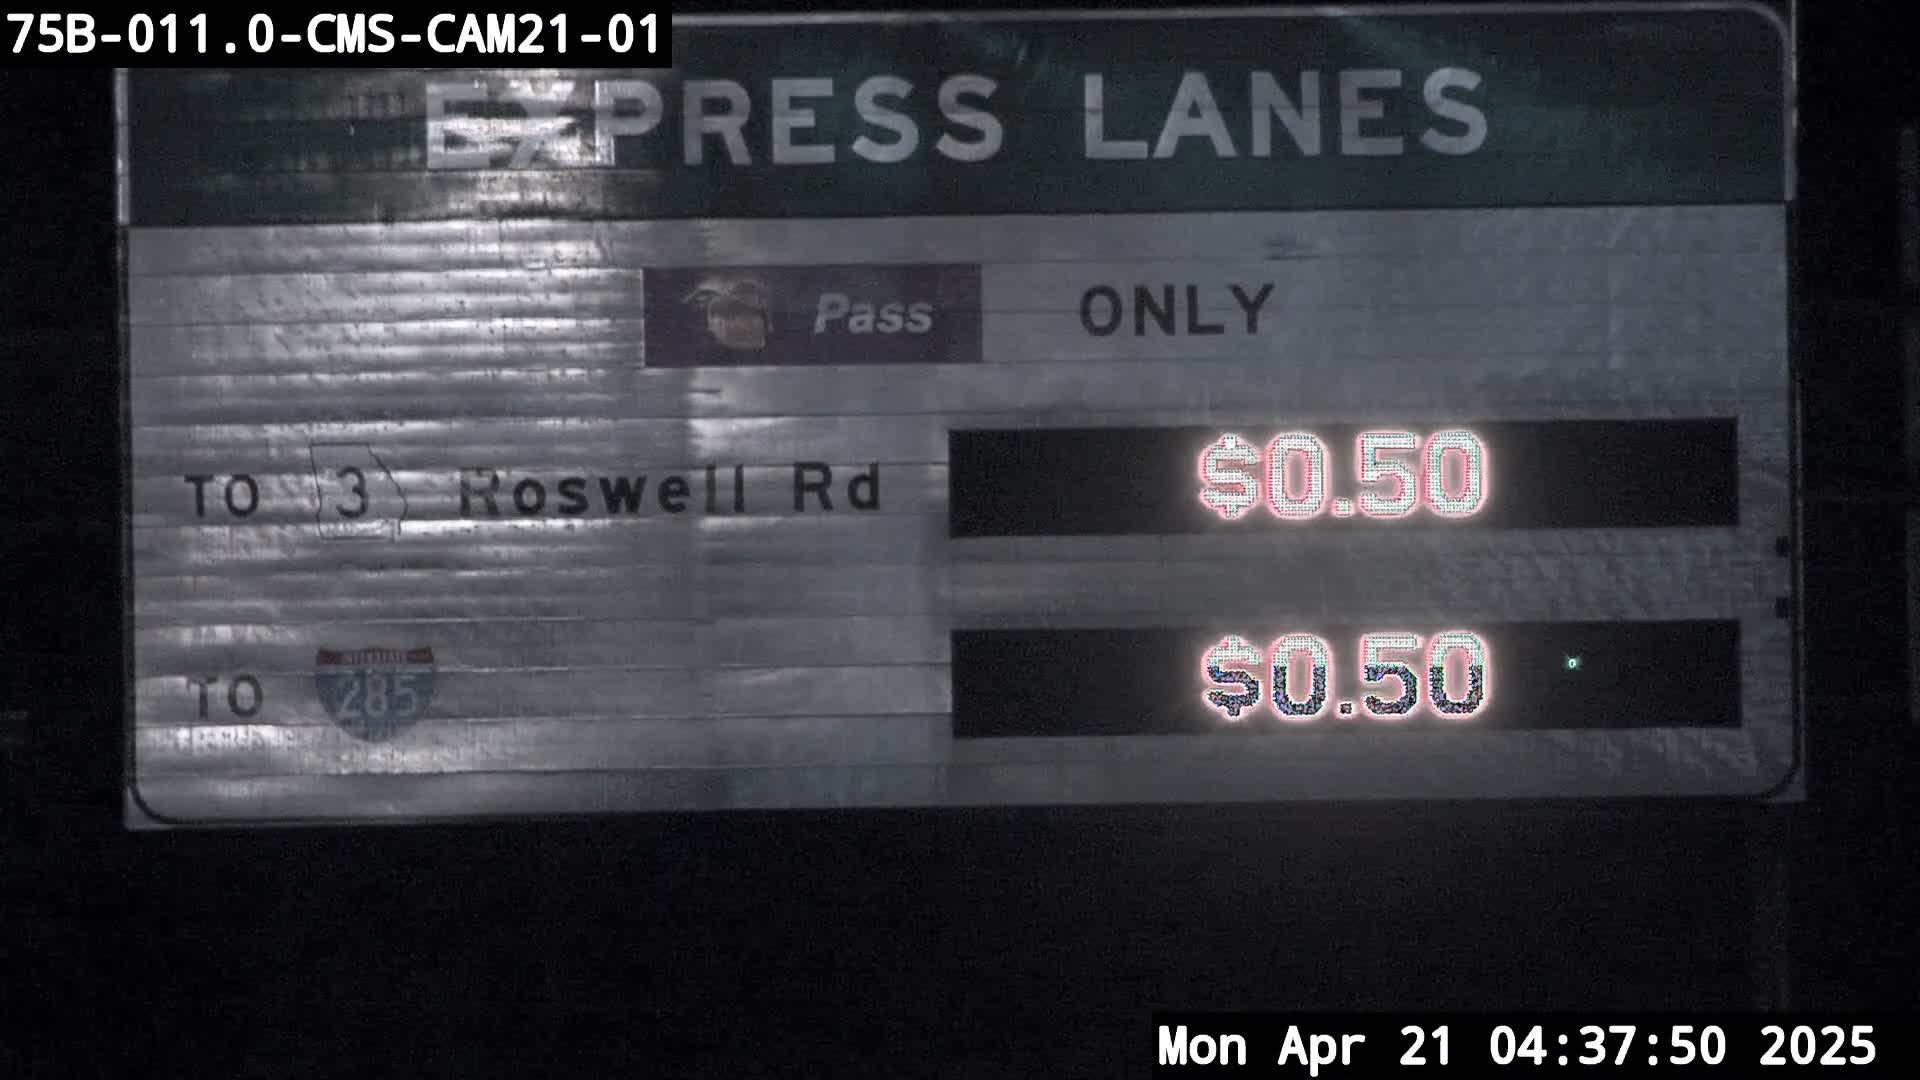 75B-011.0-CMS-CAM21-01
EXPRESS LANES
Pass ONLY
TO 3 Roswell Rd $0.50
TO INTERSTATE 285 $0.50
Mon Apr 21 04:37:50 2025